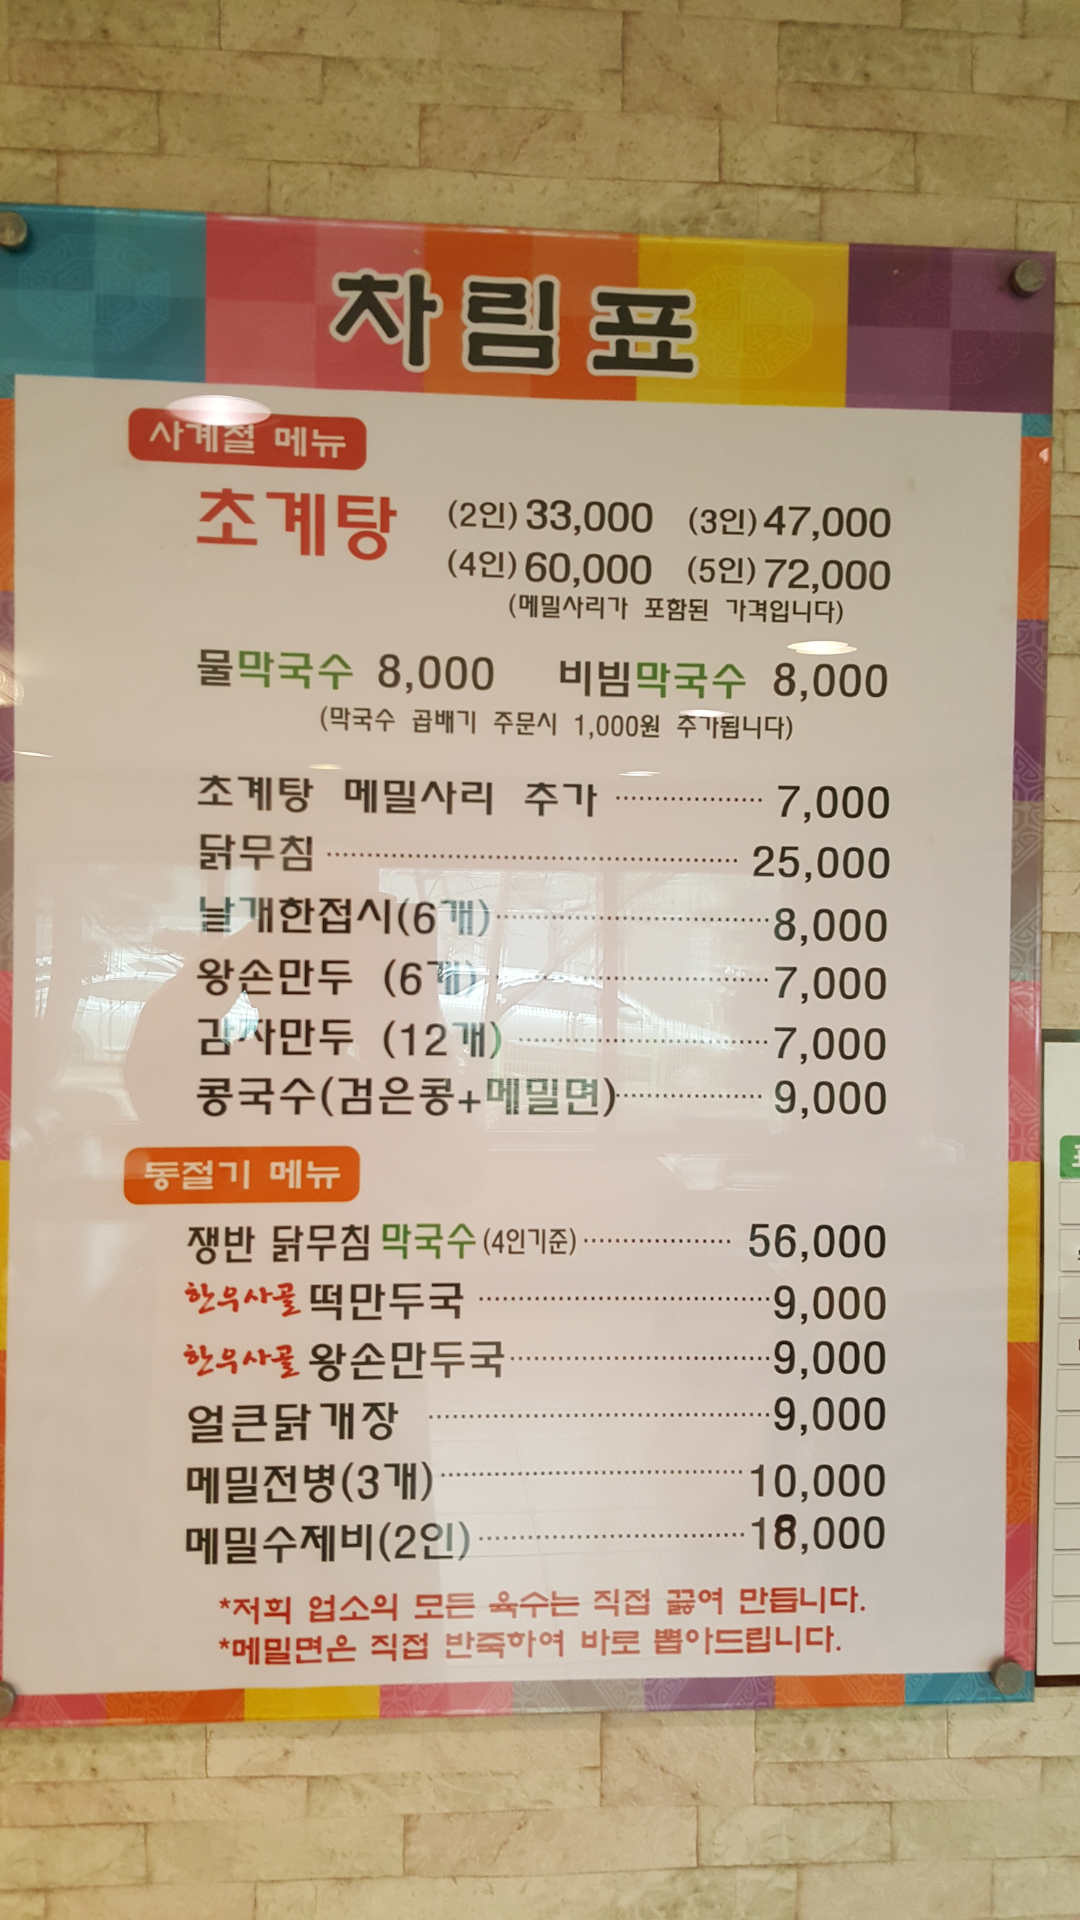 차림표
사계절 메뉴
초계탕 (2인) 33,000 (3인) 47,000
(4인) 60,000 (5인) 72,000
(메밀사리가 포함된 가격입니다)
물막국수 8,000 비빔막국수 8,000
(막국수 곱배기 주문시 1,000원 추가됩니다)
초계탕 메밀사리 추가 ················· 7,000
닭무침 ················· 25,000
날개한접시(6개) ················· 8,000
왕손만두 (6개) ················· 7,000
감자만두 (12개) ················· 7,000
콩국수(검은콩+메밀면) ················· 9,000
동절기 메뉴
쟁반 닭무침 막국수 (4인기준) ················· 56,000
한우사골 떡만두국 ················· 9,000
한우사골 왕손만두국 ················· 9,000
얼큰닭개장 ················· 9,000
메밀전병(3개) ················· 10,000
메밀수제비(2인) ················· 18,000
*저희 업소의 모든 육수는 직접 끓여 만듭니다.
*메밀면은 직접 반죽하여 바로 뽑아드립니다.